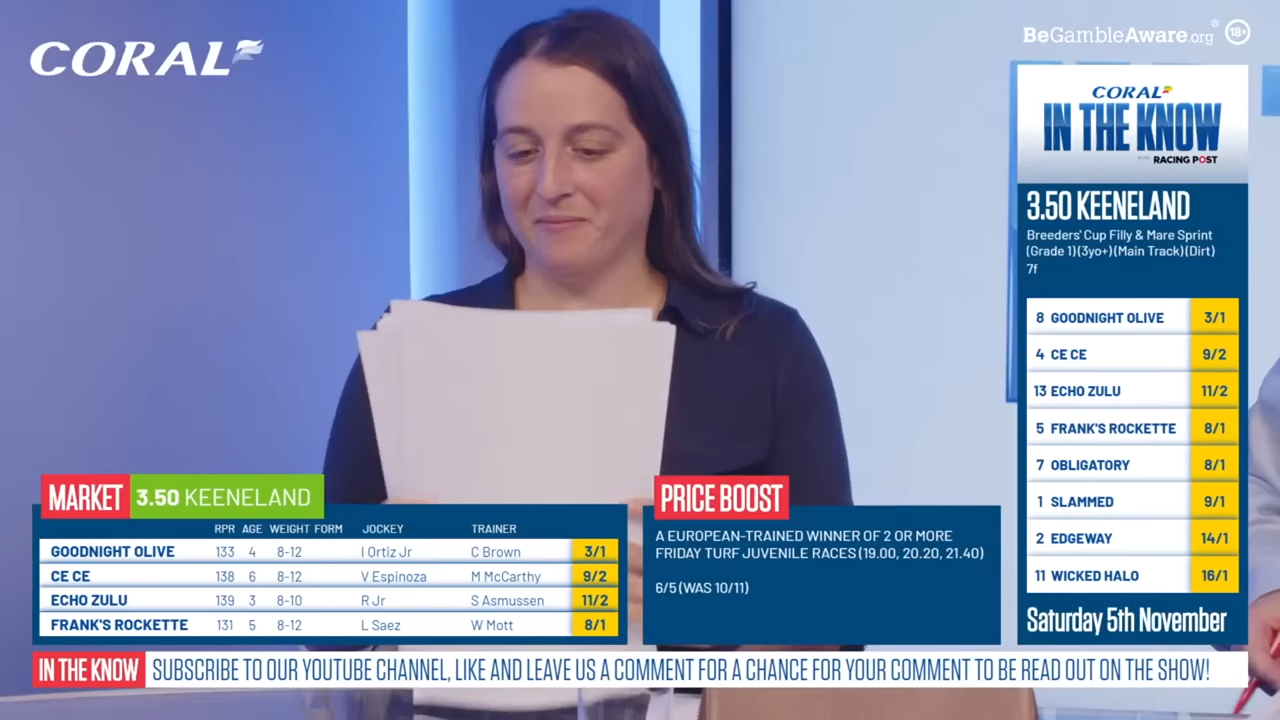 CORAL
BeGambleAware.org® 18+
CORAL
IN THE KNOW
WITH RACING POST
3.50 KEENELAND
Breeders' Cup Filly & Mare Sprint
(Grade 1)(3yo+)(Main Track)(Dirt)
7f
8 GOODNIGHT OLIVE 3/1
4 CE CE 9/2
13 ECHO ZULU 11/2
5 FRANK'S ROCKETTE 8/1
7 OBLIGATORY 8/1
1 SLAMMED 9/1
2 EDGEWAY 14/1
11 WICKED HALO 16/1
Saturday 5th November
MARKET 3.50 KEENELAND
RPR AGE WEIGHT FORM JOCKEY TRAINER
GOODNIGHT OLIVE 133 4 8-12 I Ortiz Jr C Brown 3/1
CE CE 138 6 8-12 V Espinoza M McCarthy 9/2
ECHO ZULU 139 3 8-10 R Jr S Asmussen 11/2
FRANK'S ROCKETTE 131 5 8-12 L Saez W Mott 8/1
PRICE BOOST
A EUROPEAN-TRAINED WINNER OF 2 OR MORE
FRIDAY TURF JUVENILE RACES (19.00, 20.20, 21.40)
6/5 (WAS 10/11)
IN THE KNOW SUBSCRIBE TO OUR YOUTUBE CHANNEL, LIKE AND LEAVE US A COMMENT FOR A CHANCE FOR YOUR COMMENT TO BE READ OUT ON THE SHOW!